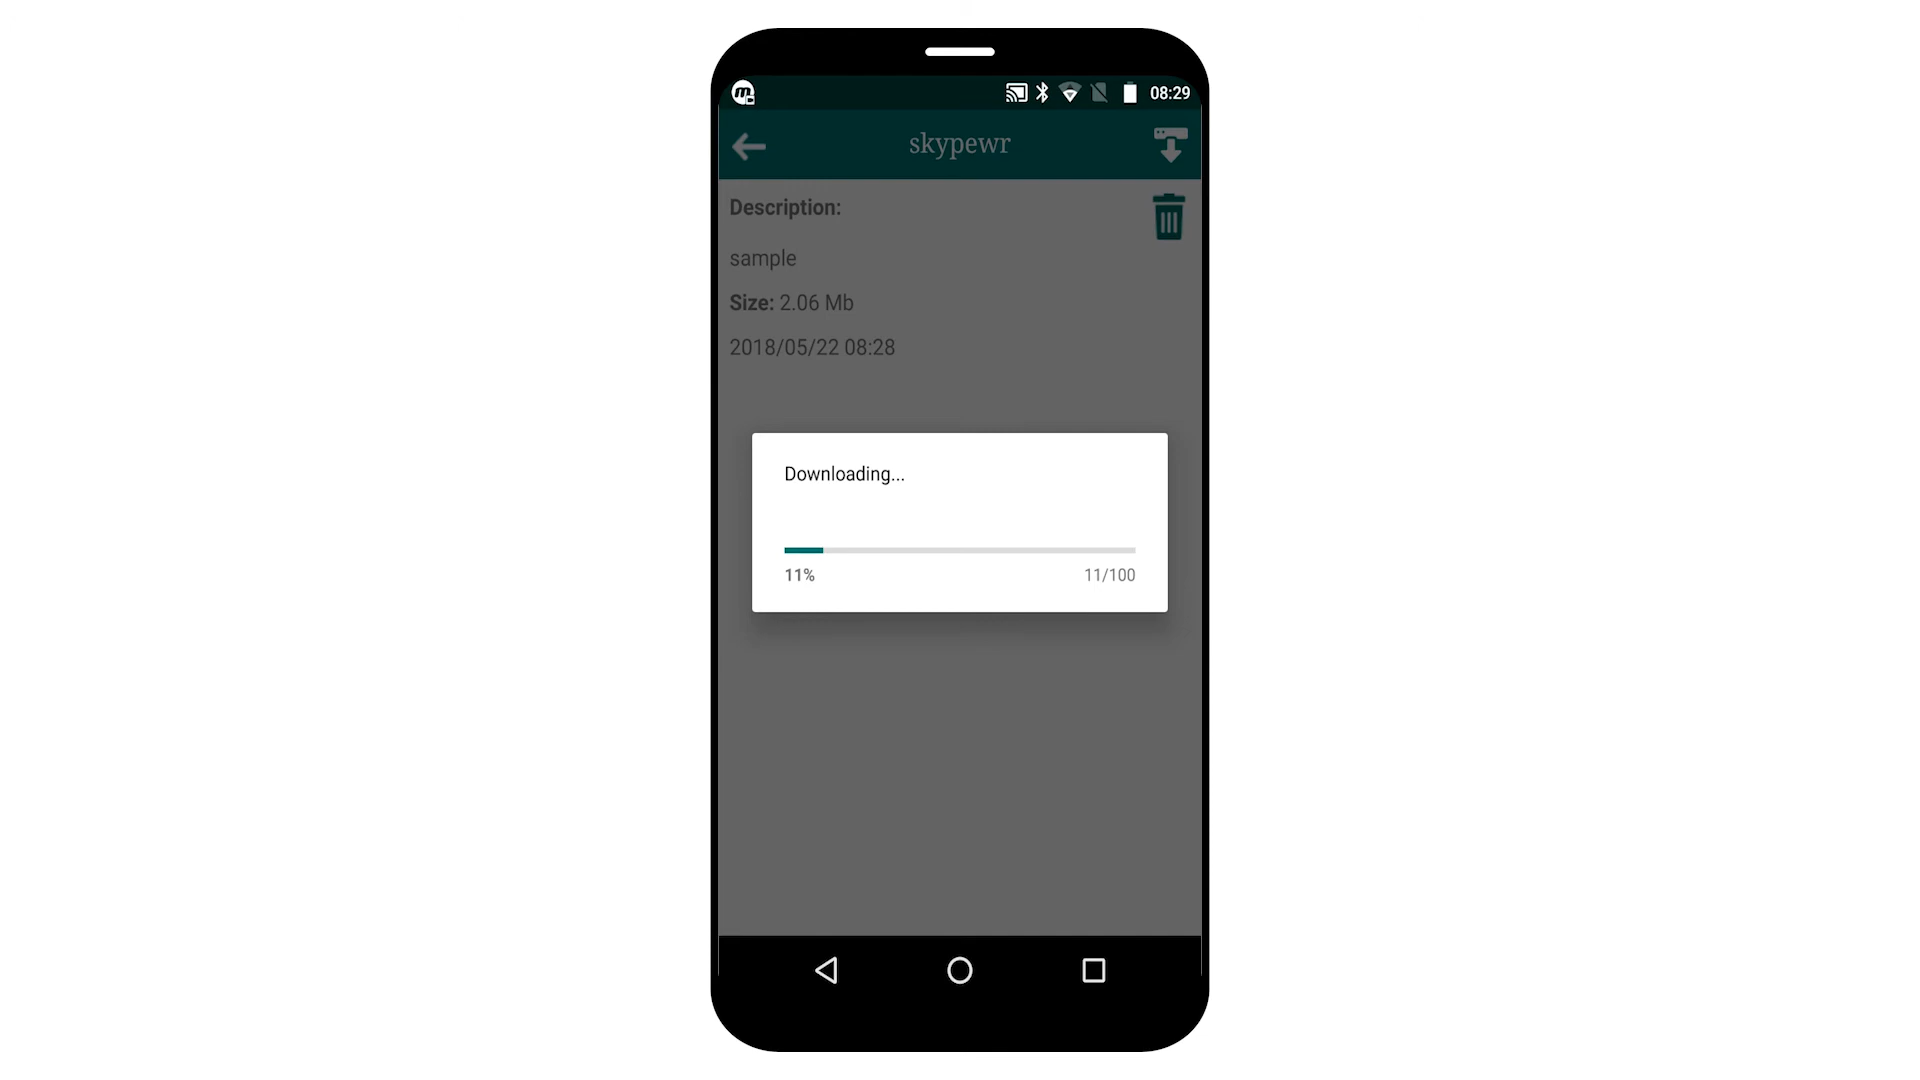 08:29
skypewr
Description:
sample
Size: 2.06 Mb
2018/05/22 08:28
Downloading...
11% 11/100